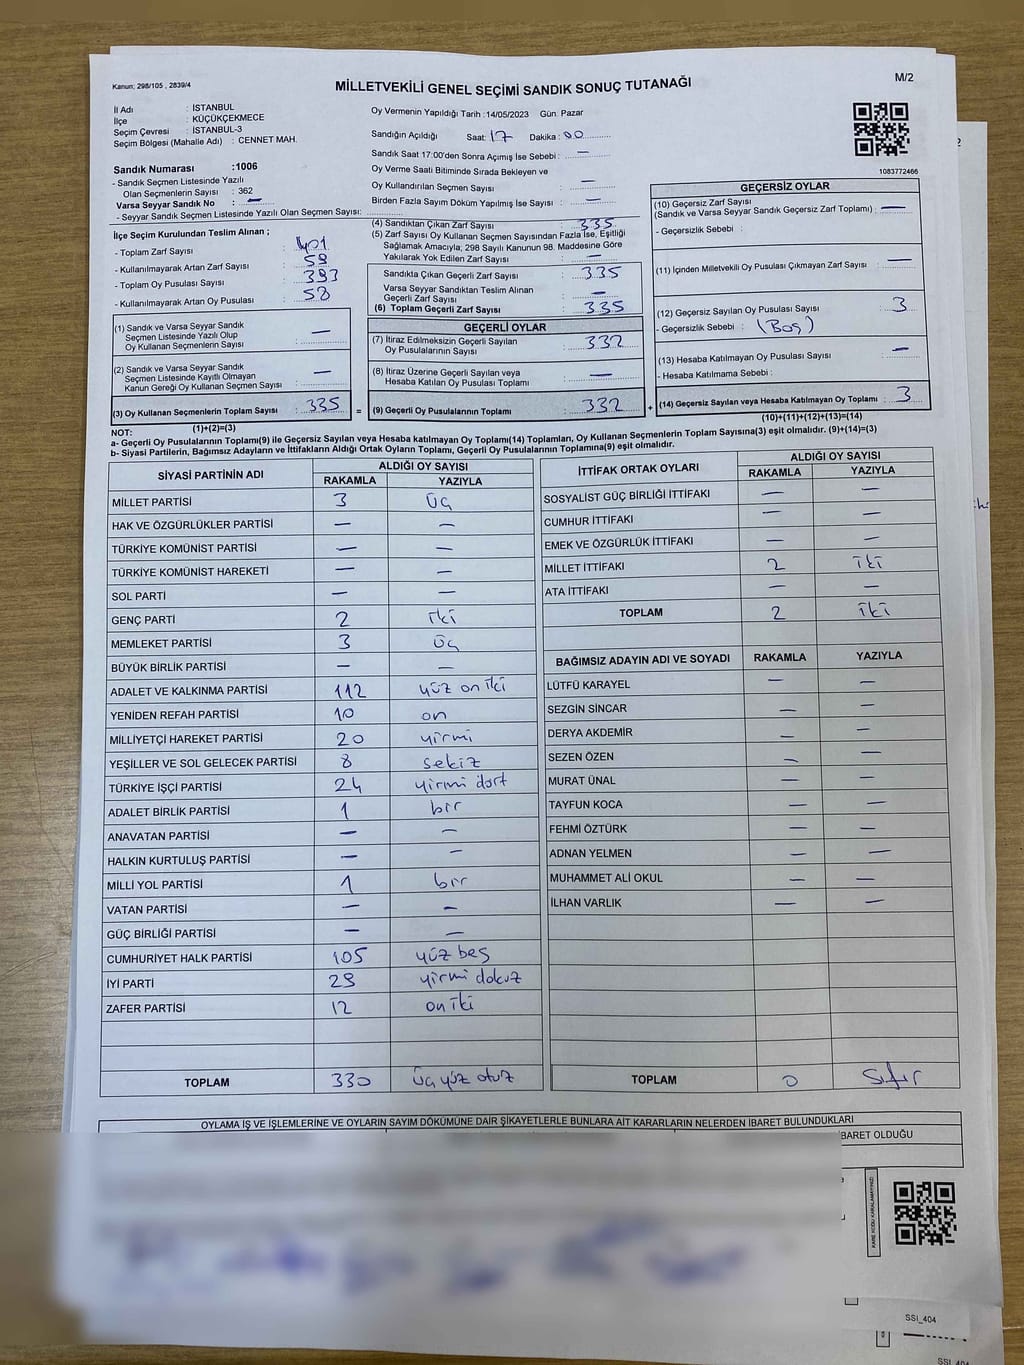 Kanun; 298/105 , 2839/4
MİLLETVEKİLİ GENEL SEÇİMİ SANDIK SONUÇ TUTANAĞI
M/2
İl Adı : İSTANBUL
İlçe : KÜÇÜKÇEKMECE
Seçim Çevresi : İSTANBUL-3
Seçim Bölgesi (Mahalle Adı) : CENNET MAH.
Oy Vermenin Yapıldığı Tarih :14/05/2023 Gün: Pazar
Sandığın Açıldığı Saat: 17 Dakika : 00
Sandık Saat 17:00'den Sonra Açımış İse Sebebi : —
Oy Verme Saati Bitiminde Sırada Bekleyen ve
Oy Kullandırılan Seçmen Sayısı : —
Birden Fazla Sayım Döküm Yapılmış İse Sayısı : —
1083772466
Sandık Numarası :1006
- Sandık Seçmen Listesinde Yazılı
Olan Seçmenlerin Sayısı : 362
Varsa Seyyar Sandık No : —
- Seyyar Sandık Seçmen Listesinde Yazılı Olan Seçmen Sayısı:
İlçe Seçim Kurulundan Teslim Alınan ;
- Toplam Zarf Sayısı : 401
- Kullanılmayarak Artan Zarf Sayısı : 59
- Toplam Oy Pusulası Sayısı : 393
- Kullanılmayarak Artan Oy Pusulası : 58
(1) Sandık ve Varsa Seyyar Sandık
Seçmen Listesinde Yazılı Olup
Oy Kullanan Seçmenlerin Sayısı : —
(2) Sandık ve Varsa Seyyar Sandık
Seçmen Listesinde Kayıtlı Olmayan
Kanun Gereği Oy Kullanan Seçmen Sayısı : —
(3) Oy Kullanan Seçmenlerin Toplam Sayısı : 335 =
(1)+(2)=(3)
(4) Sandıktan Çıkan Zarf Sayısı : 335
(5) Zarf Sayısı Oy Kullanan Seçmen Sayısından Fazla İse, Eşitliği
Sağlamak Amacıyla; 298 Sayılı Kanunun 98. Maddesine Göre
Yakılarak Yok Edilen Zarf Sayısı : —
Sandıkta Çıkan Geçerli Zarf Sayısı : 335
Varsa Seyyar Sandıktan Teslim Alınan
Geçerli Zarf Sayısı : —
(6) Toplam Geçerli Zarf Sayısı : 335
GEÇERLİ OYLAR
(7) İtiraz Edilmeksizin Geçerli Sayılan
Oy Pusulalarının Sayısı : 332
(8) İtiraz Üzerine Geçerli Sayılan veya
Hesaba Katılan Oy Pusulası Toplamı : —
(9) Geçerli Oy Pusulalarının Toplamı : 332 +
GEÇERSİZ OYLAR
(10) Geçersiz Zarf Sayısı
(Sandık ve Varsa Seyyar Sandık Geçersiz Zarf Toplamı) : —
- Geçersizlik Sebebi :
(11) İçinden Milletvekili Oy Pusulası Çıkmayan Zarf Sayısı : —
(12) Geçersiz Sayılan Oy Pusulası Sayısı : 3
- Geçersizlik Sebebi : (Boş)
(13) Hesaba Katılmayan Oy Pusulası Sayısı : —
- Hesaba Katılmama Sebebi :
(14) Geçersiz Sayılan veya Hesaba Katılmayan Oy Toplamı : 3
(10)+(11)+(12)+(13)=(14)
NOT:
a- Geçerli Oy Pusulalarının Toplamı(9) ile Geçersiz Sayılan veya Hesaba katılmayan Oy Toplamı(14) Toplamları, Oy Kullanan Seçmenlerin Toplam Sayısına(3) eşit olmalıdır. (9)+(14)=(3)
b- Siyasi Partilerin, Bağımsız Adayların ve İttifakların Aldığı Oyların Toplamı, Geçerli Oy Pusulalarının Toplamına(9) eşit olmalıdır.
SİYASİ PARTİNİN ADI
ALDIĞI OY SAYISI
RAKAMLA YAZIYLA
MİLLET PARTİSİ 3 üç
HAK VE ÖZGÜRLÜKLER PARTİSİ — —
TÜRKİYE KOMÜNİST PARTİSİ — —
TÜRKİYE KOMÜNİST HAREKETİ — —
SOL PARTİ — —
GENÇ PARTİ 2 iki
MEMLEKET PARTİSİ 3 üç
BÜYÜK BİRLİK PARTİSİ — —
ADALET VE KALKINMA PARTİSİ 112 yüz on iki
YENİDEN REFAH PARTİSİ 10 on
MİLLİYETÇİ HAREKET PARTİSİ 20 yirmi
YEŞİLLER VE SOL GELECEK PARTİSİ 8 sekiz
TÜRKİYE İŞÇİ PARTİSİ 24 yirmi dört
ADALET BİRLİK PARTİSİ 1 bir
ANAVATAN PARTİSİ — —
HALKIN KURTULUŞ PARTİSİ — —
MİLLİ YOL PARTİSİ 1 bir
VATAN PARTİSİ — —
GÜÇ BİRLİĞİ PARTİSİ — —
CUMHURİYET HALK PARTİSİ 105 yüz beş
İYİ PARTİ 29 yirmi dokuz
ZAFER PARTİSİ 12 on iki
TOPLAM 330 üç yüz otuz
İTTİFAK ORTAK OYLARI
ALDIĞI OY SAYISI
RAKAMLA YAZIYLA
SOSYALİST GÜÇ BİRLİĞİ İTTİFAKI — —
CUMHUR İTTİFAKI — —
EMEK VE ÖZGÜRLÜK İTTİFAKI — —
MİLLET İTTİFAKI 2 iki
ATA İTTİFAKI — —
TOPLAM 2 iki
BAĞIMSIZ ADAYIN ADI VE SOYADI RAKAMLA YAZIYLA
LÜTFÜ KARAYEL — —
SEZGİN SİNCAR — —
DERYA AKDEMİR — —
SEZEN ÖZEN — —
MURAT ÜNAL — —
TAYFUN KOCA — —
FEHMİ ÖZTÜRK — —
ADNAN YELMEN — —
MUHAMMET ALİ OKUL — —
İLHAN VARLIK — —
TOPLAM 0 sıfır
OYLAMA İŞ VE İŞLEMLERİNE VE OYLARIN SAYIM DÖKÜMÜNE DAİR ŞİKAYETLERLE BUNLARA AİT KARARLARIN NELERDEN İBARET BULUNDUKLARI
BARET OLDUĞU
KARE KODU KARALAMAYINIZ!
SSI_404
SSI_404